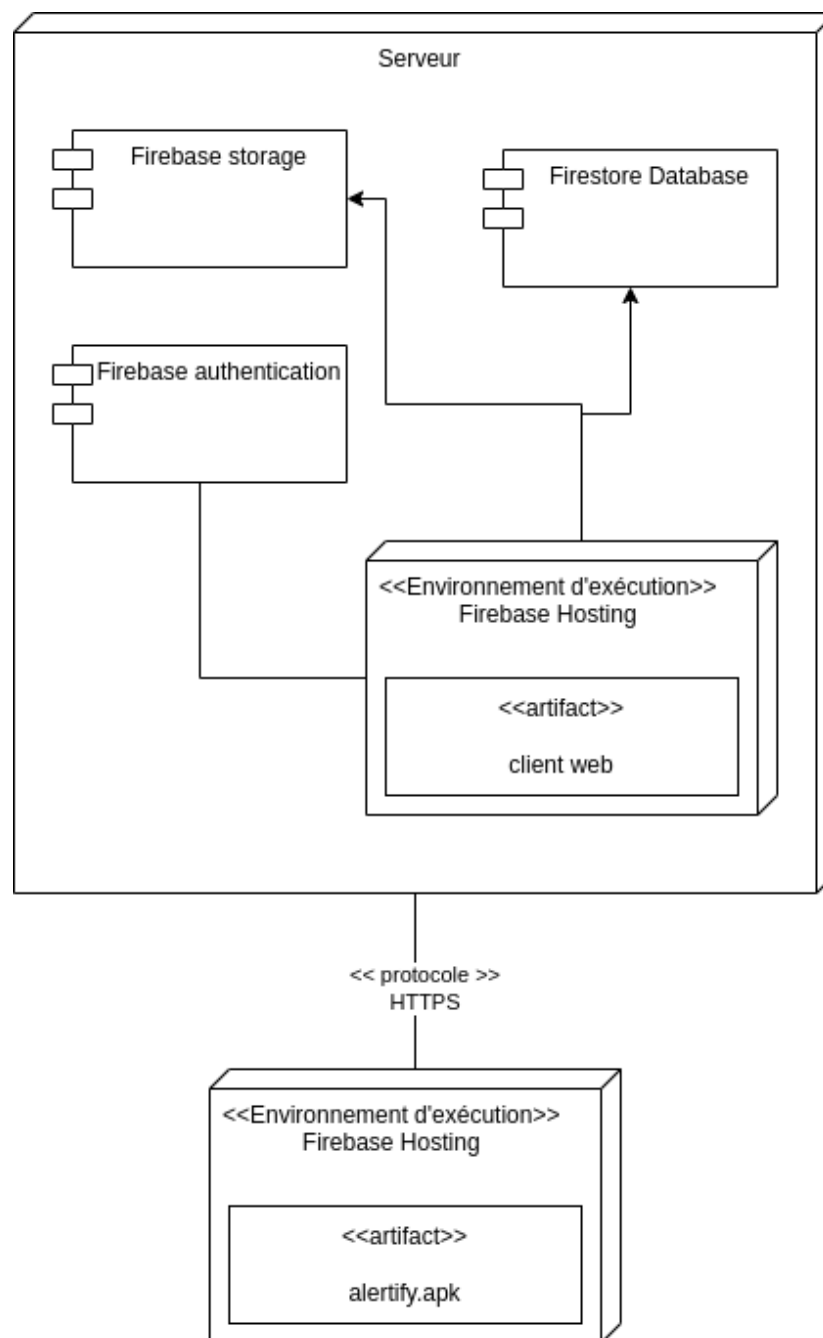 Serveur
Firebase storage
Firestore Database
Firebase authentication
<<Environnement d'exécution>>
Firebase Hosting
<<artifact>>
client web
<< protocole >>
HTTPS
<<Environnement d'exécution>>
Firebase Hosting
<<artifact>>
alertify.apk